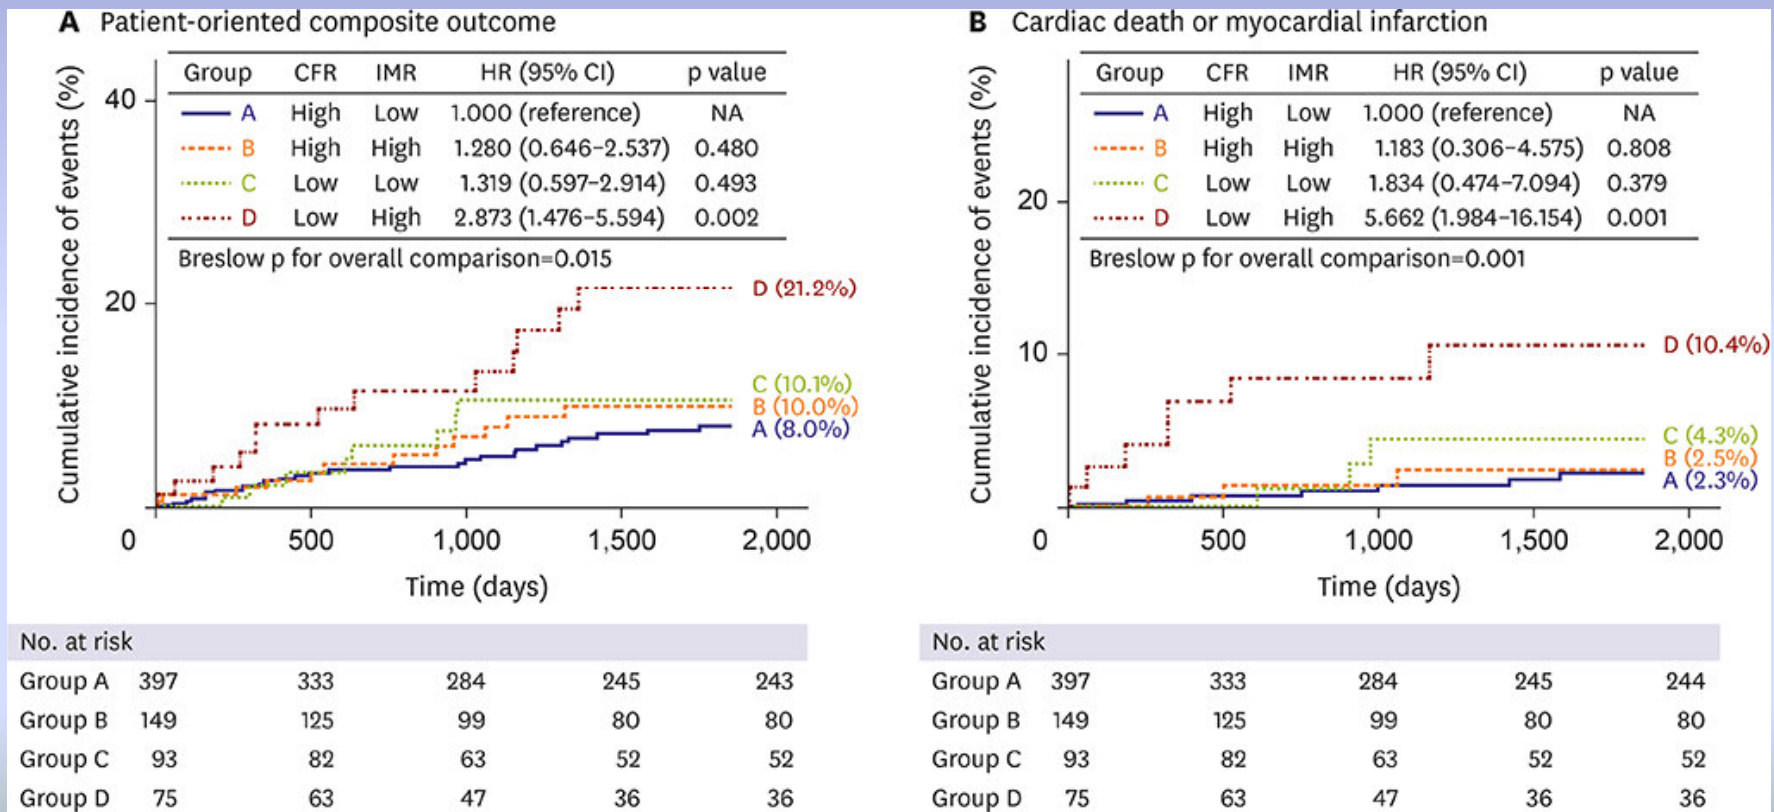 A Patient-oriented composite outcome
Cumulative incidence of events (%)
Group CFR IMR HR (95% CI) p value
A High Low 1.000 (reference) NA
B High High 1.280 (0.646–2.537) 0.480
C Low Low 1.319 (0.597–2.914) 0.493
D Low High 2.873 (1.476–5.594) 0.002
Breslow p for overall comparison=0.015
40
20
D (21.2%)
C (10.1%)
B (10.0%)
A (8.0%)
0 500 1,000 1,500 2,000
Time (days)
No. at risk
Group A 397 333 284 245 243
Group B 149 125 99 80 80
Group C 93 82 63 52 52
Group D 75 63 47 36 36
B Cardiac death or myocardial infarction
Cumulative incidence of events (%)
Group CFR IMR HR (95% CI) p value
A High Low 1.000 (reference) NA
B High High 1.183 (0.306–4.575) 0.808
C Low Low 1.834 (0.474–7.094) 0.379
D Low High 5.662 (1.984–16.154) 0.001
Breslow p for overall comparison=0.001
20
10
D (10.4%)
C (4.3%)
B (2.5%)
A (2.3%)
0 500 1,000 1,500 2,000
Time (days)
No. at risk
Group A 397 333 284 245 244
Group B 149 125 99 80 80
Group C 93 82 63 52 52
Group D 75 63 47 36 36